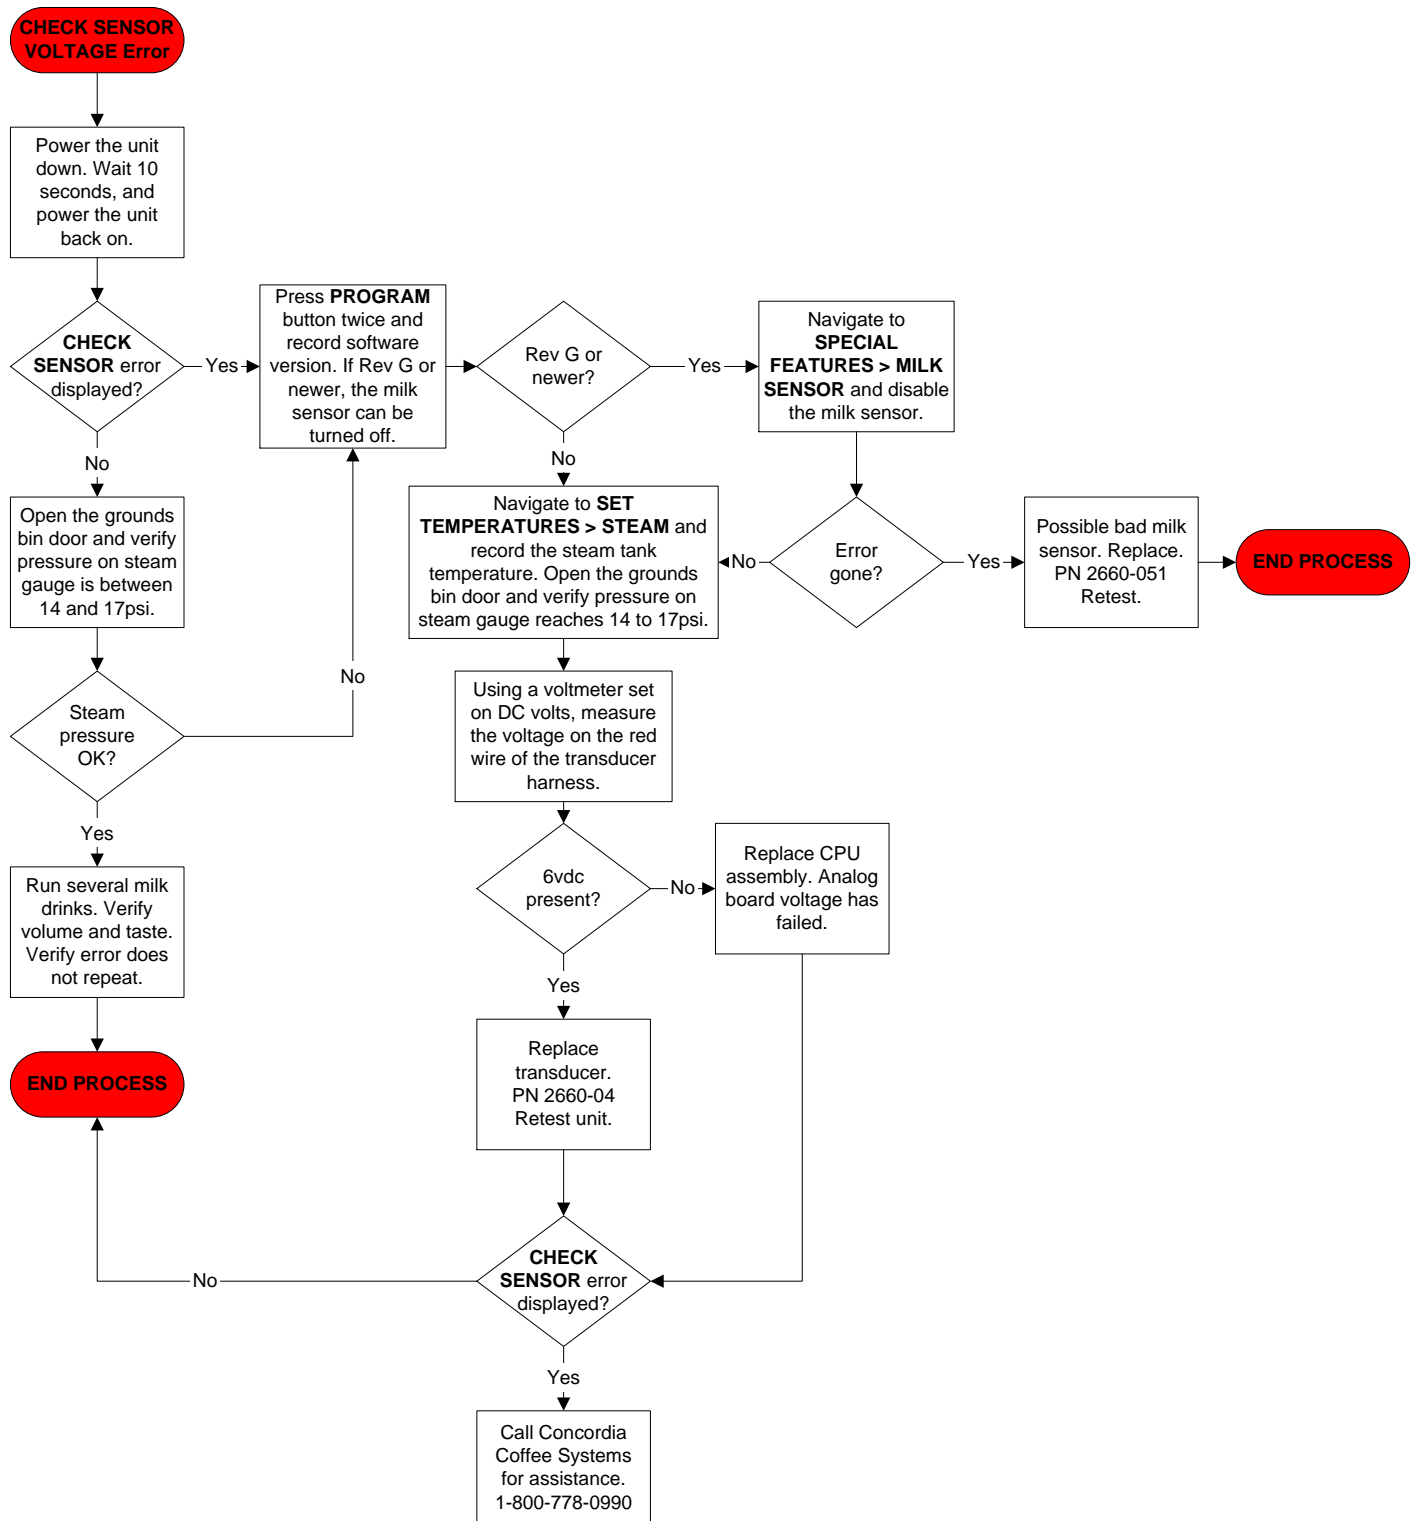 CHECK SENSOR
VOLTAGE Error
Power the unit
down. Wait 10
seconds, and
power the unit
back on.
CHECK
SENSOR error
displayed?
Yes
Press PROGRAM
button twice and
record software
version. If Rev G or
newer, the milk
sensor can be
turned off.
Rev G or
newer?
Yes
Navigate to
SPECIAL
FEATURES > MILK
SENSOR and disable
the milk sensor.
No
No
Open the grounds
bin door and verify
pressure on steam
gauge is between
14 and 17psi.
Navigate to SET
TEMPERATURES > STEAM and
record the steam tank
temperature. Open the grounds
bin door and verify pressure on
steam gauge reaches 14 to 17psi.
No
Error
gone?
Yes
Possible bad milk
sensor. Replace.
PN 2660-051
Retest.
END PROCESS
Steam
pressure
OK?
No
Using a voltmeter set
on DC volts, measure
the voltage on the red
wire of the transducer
harness.
Yes
Run several milk
drinks. Verify
volume and taste.
Verify error does
not repeat.
6vdc
present?
No
Replace CPU
assembly. Analog
board voltage has
failed.
Yes
END PROCESS
Replace
transducer.
PN 2660-04
Retest unit.
CHECK
SENSOR error
displayed?
No
Yes
Call Concordia
Coffee Systems
for assistance.
1-800-778-0990